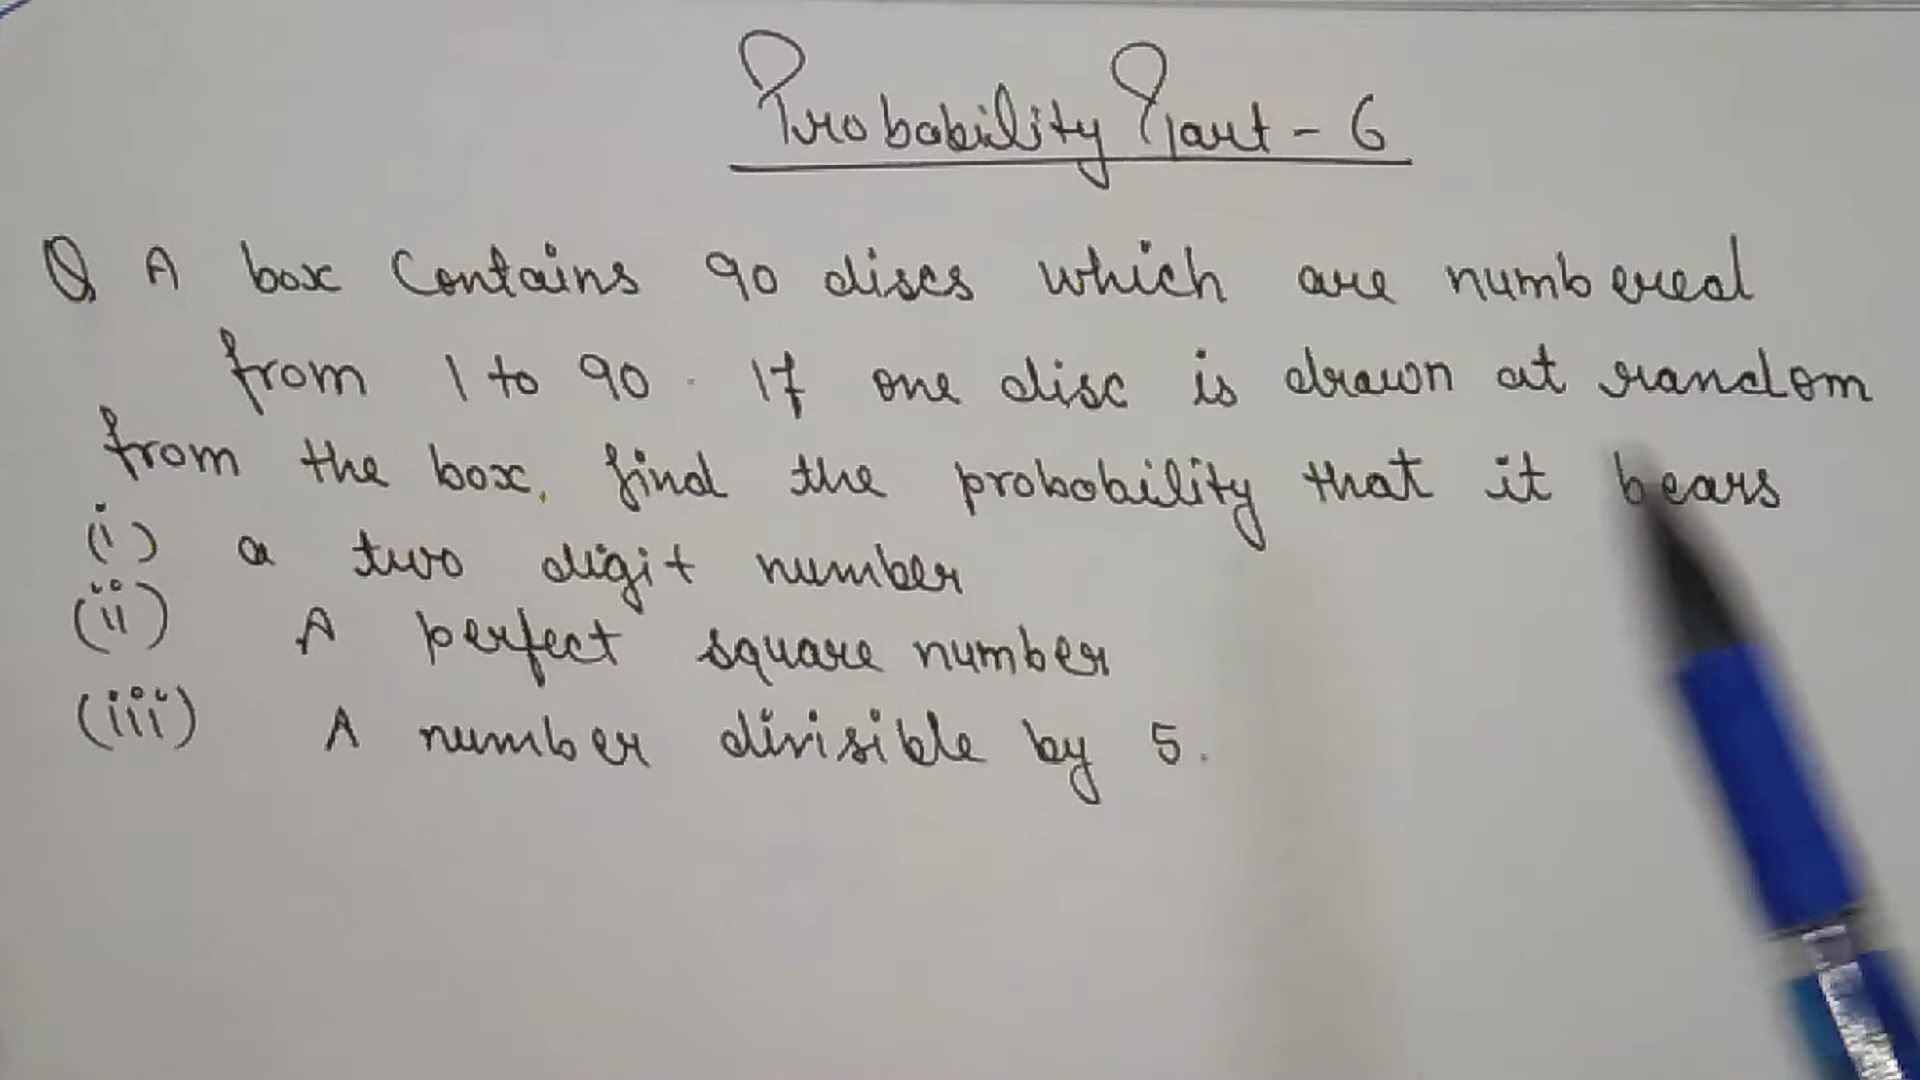 Probability Part - 6
Q A box Contains 90 discs which are numbered
from 1 to 90. If one disc is drawn at random
from the box, find the probability that it bears
(i) a two digit number
(ii) A perfect square number
(iii) A number divisible by 5.